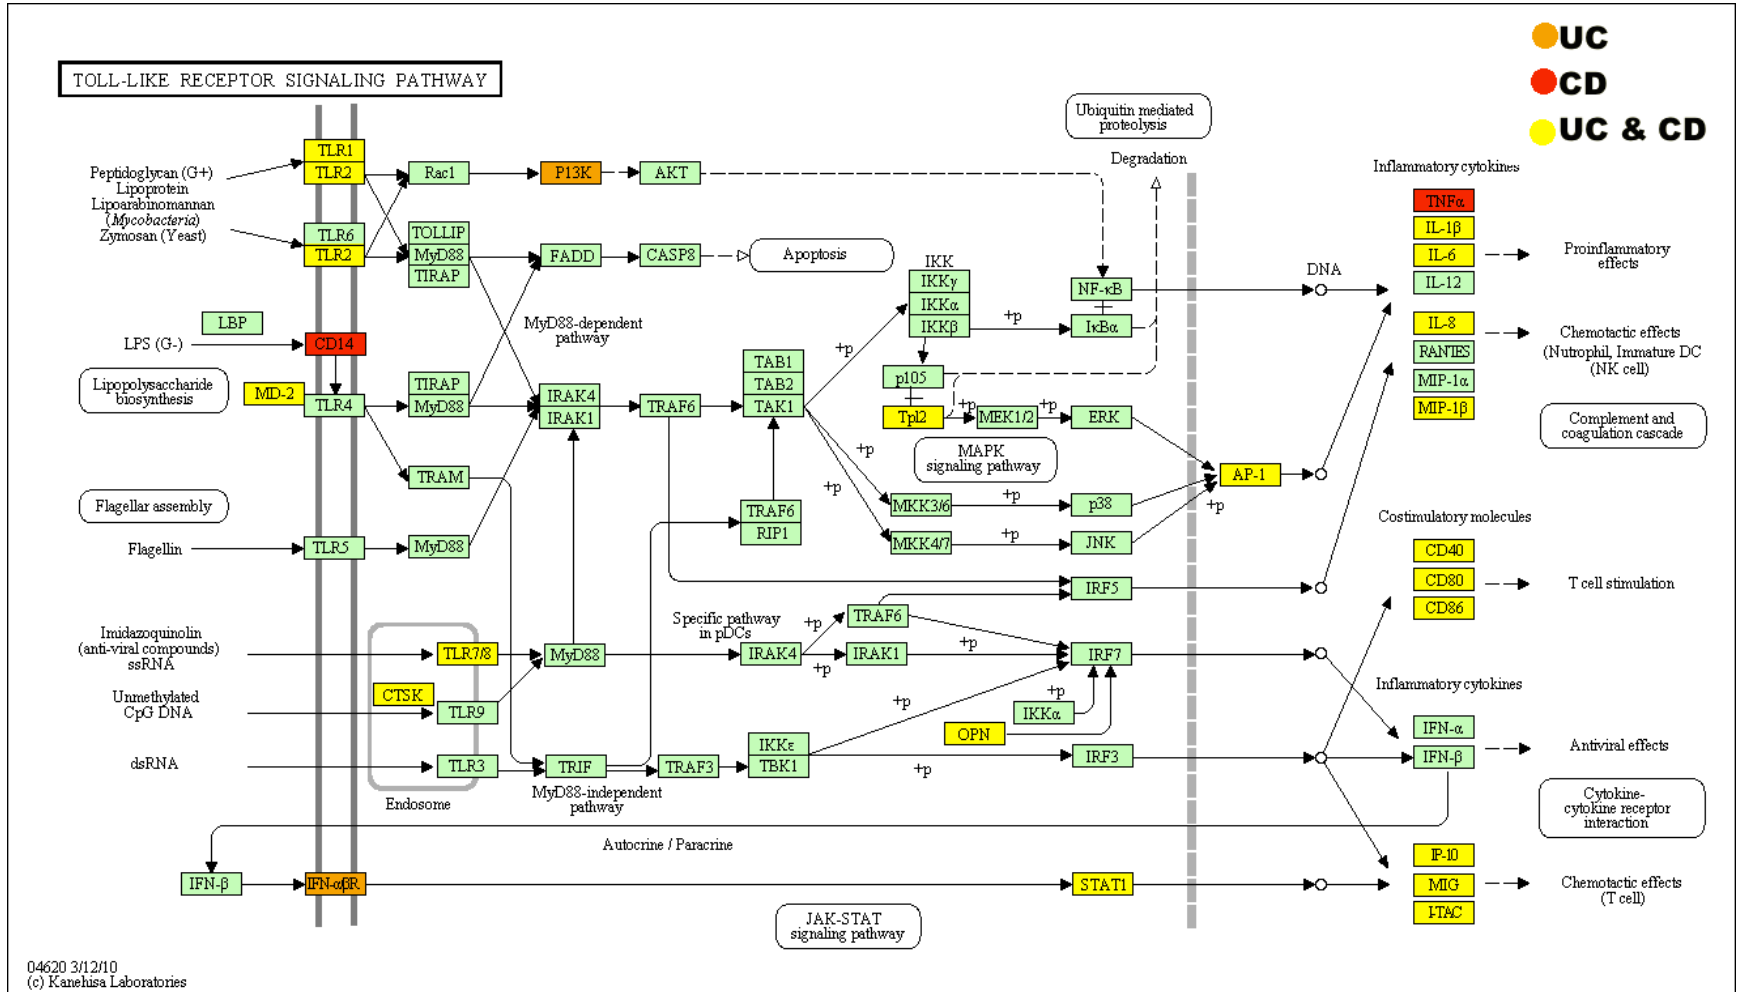 UC
CD
UC & CD
TOLL-LIKE RECEPTOR SIGNALING PATHWAY
Peptidoglycan (G+)
Lipoprotein
Lipoarabinomannan
(Mycobacteria)
Zymosan (Yeast)
TLR1
TLR2
TLR6
TLR2
Rac1
P13K
AKT
TOLLIP
MyD88
TIRAP
FADD
CASP8
Apoptosis
Ubiquitin mediated
proteolysis
Degradation
LBP
LPS (G-)
CD14
Lipopolysaccharide
biosynthesis
MD-2
TLR4
TIRAP
MyD88
MyD88-dependent
pathway
IRAK4
IRAK1
TRAF6
TAB1
TAB2
TAK1
+p
IKK
IKKγ
IKKα
IKKβ
+p
NF-κB
IκBα
p105
Tpl2
+p
MEK1/2
+p
ERK
MAPK
signaling pathway
DNA
TRAM
Flagellar assembly
Flagellin
TLR5
MyD88
TRAF6
RIP1
+p
+p
MKK3/6
+p
p38
MKK4/7
+p
JNK
+p
AP-1
IRF5
Imidazoquinolin
(anti-viral compounds)
ssRNA
TLR7/8
MyD88
Specific pathway
in pDCs
IRAK4
+p
+p
TRAF6
IRAK1
+p
IRF7
Unmethylated
CpG DNA
CTSK
TLR9
+p
+p
IKKα
OPN
dsRNA
TLR3
TRIF
TRAF3
IKKε
TBK1
+p
IRF3
Endosome
MyD88-independent
pathway
Autocrine / Paracrine
IFN-β
IFN-αβR
STAT1
JAK-STAT
signaling pathway
Inflammatory cytokines
TNFα
IL-1β
IL-6
IL-12
Proinflammatory
effects
IL-8
RANTES
MIP-1α
MIP-1β
Chemotactic effects
(Nutrophil, Immature DC
(NK cell)
Complement and
coagulation cascade
Costimulatory molecules
CD40
CD80
CD86
T cell stimulation
Inflammatory cytokines
IFN-α
IFN-β
Antiviral effects
Cytokine-
cytokine receptor
interaction
IP-10
MIG
I-TAC
Chemotactic effects
(T cell)
04620 3/12/10
(c) Kanehisa Laboratories